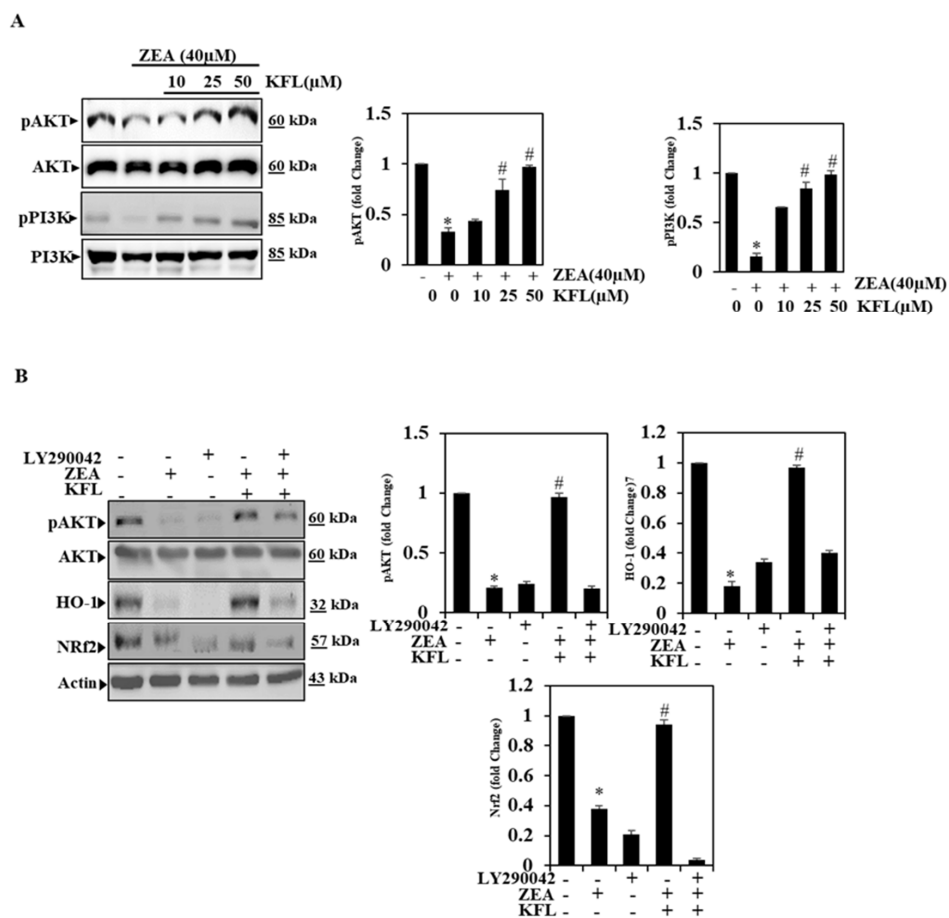 A
ZEA (40μM)
10 25 50 KFL(μM)
pAKT 60 kDa
AKT 60 kDa
pPI3K 85 kDa
PI3K 85 kDa
pAKT (fold Change)
1.5
1
0.5
0
*
#
#
- + + + + ZEA(40μM)
0 0 10 25 50 KFL(μM)
pPI3K (fold Change)
1.5
1
0.5
0
*
#
#
- + + + + ZEA(40μM)
0 0 10 25 50 KFL(μM)
B
LY290042 - - + - +
ZEA - + - + +
KFL - - - + +
pAKT 60 kDa
AKT 60 kDa
HO-1 32 kDa
NRf2 57 kDa
Actin 43 kDa
pAKT (fold Change)
1.5
1
0.5
0
*
#
LY290042 - - + - +
ZEA - + - + +
KFL - - - + +
HO-1 (fold Change)7
1.2
1
0.8
0.6
0.4
0.2
0
*
#
LY290042 - - + - +
ZEA - + - + +
KFL - - - + +
Nrf2 (fold Change)
1.2
1
0.8
0.6
0.4
0.2
0
*
#
LY290042 - - + - +
ZEA - + - + +
KFL - - - + +